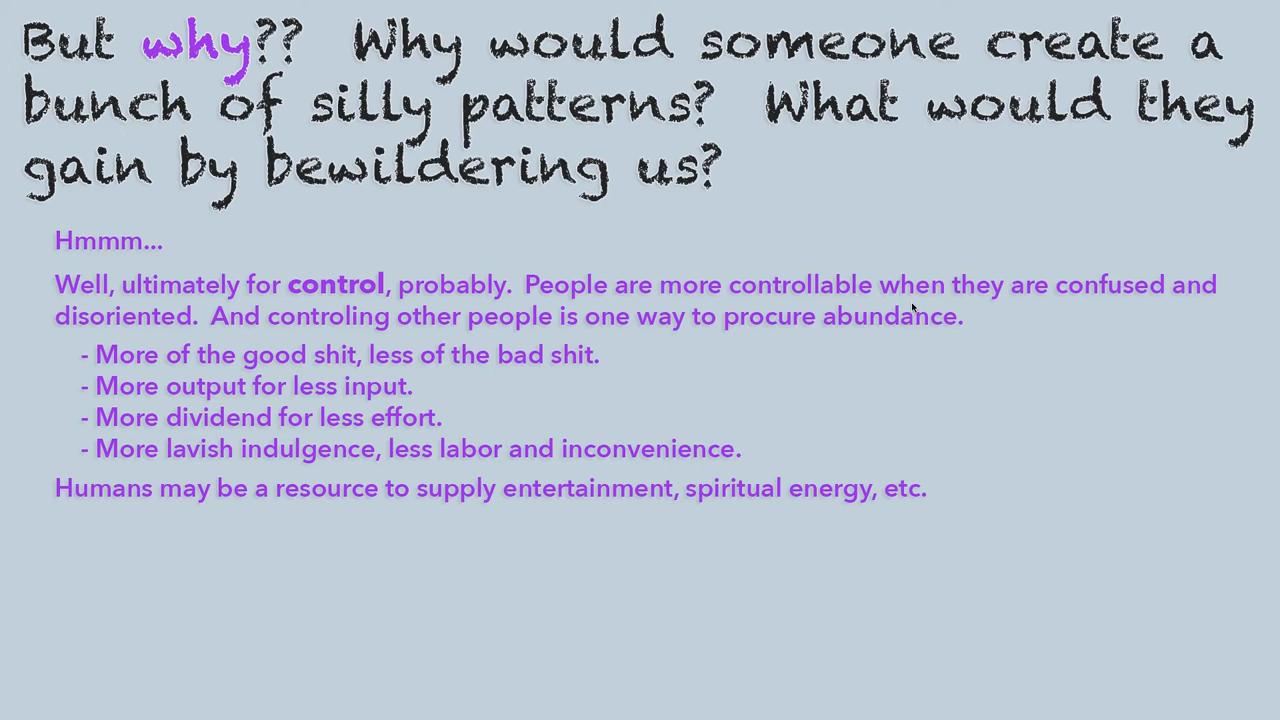 But why?? Why would someone create a
bunch of silly patterns? What would they
gain by bewildering us?
Hmmm...
Well, ultimately for control, probably. People are more controllable when they are confused and
disoriented. And controling other people is one way to procure abundance.
- More of the good shit, less of the bad shit.
- More output for less input.
- More dividend for less effort.
- More lavish indulgence, less labor and inconvenience.
Humans may be a resource to supply entertainment, spiritual energy, etc.